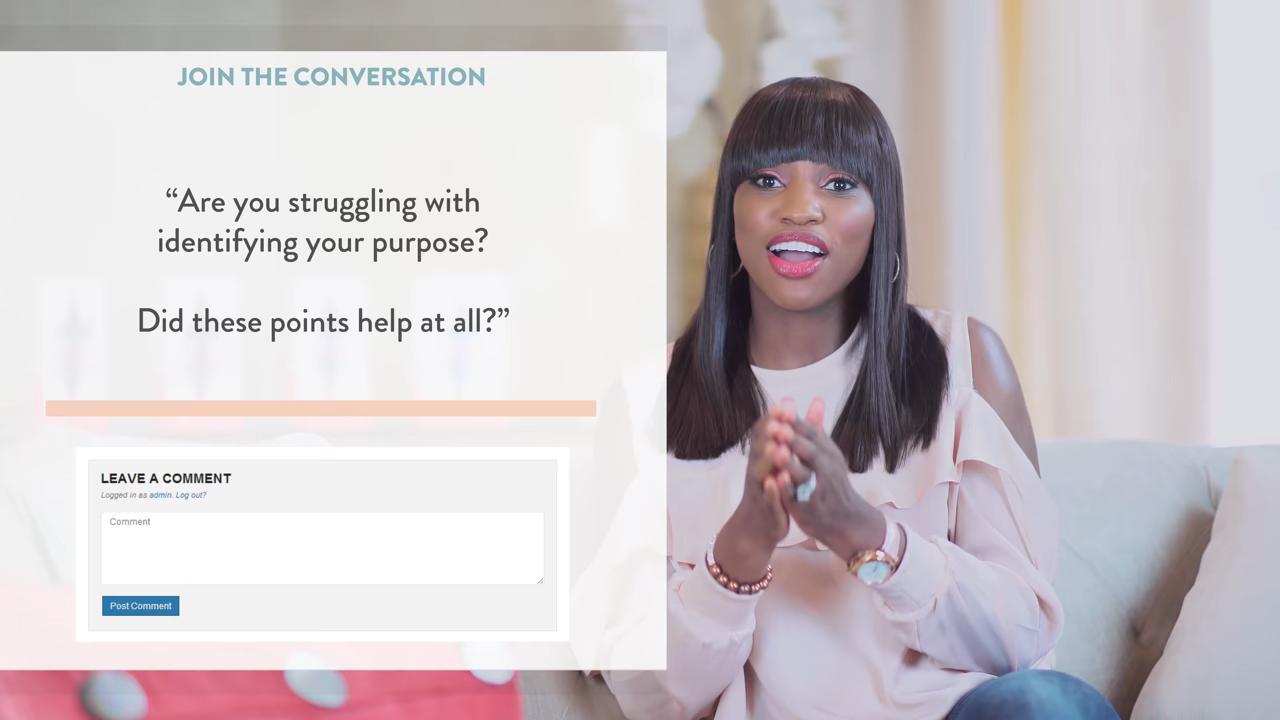 JOIN THE CONVERSATION
“Are you struggling with
identifying your purpose?
Did these points help at all?”
LEAVE A COMMENT
Logged in as admin. Log out?
Comment
Post Comment